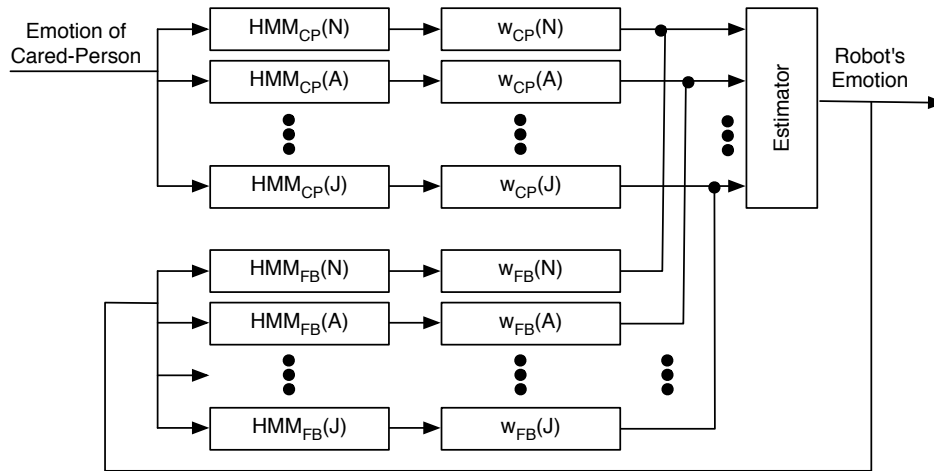 Emotion of
Cared-Person
HMM_CP(N)
w_CP(N)
HMM_CP(A)
w_CP(A)
HMM_CP(J)
w_CP(J)
Estimator
Robot's
Emotion
HMM_FB(N)
w_FB(N)
HMM_FB(A)
w_FB(A)
HMM_FB(J)
w_FB(J)